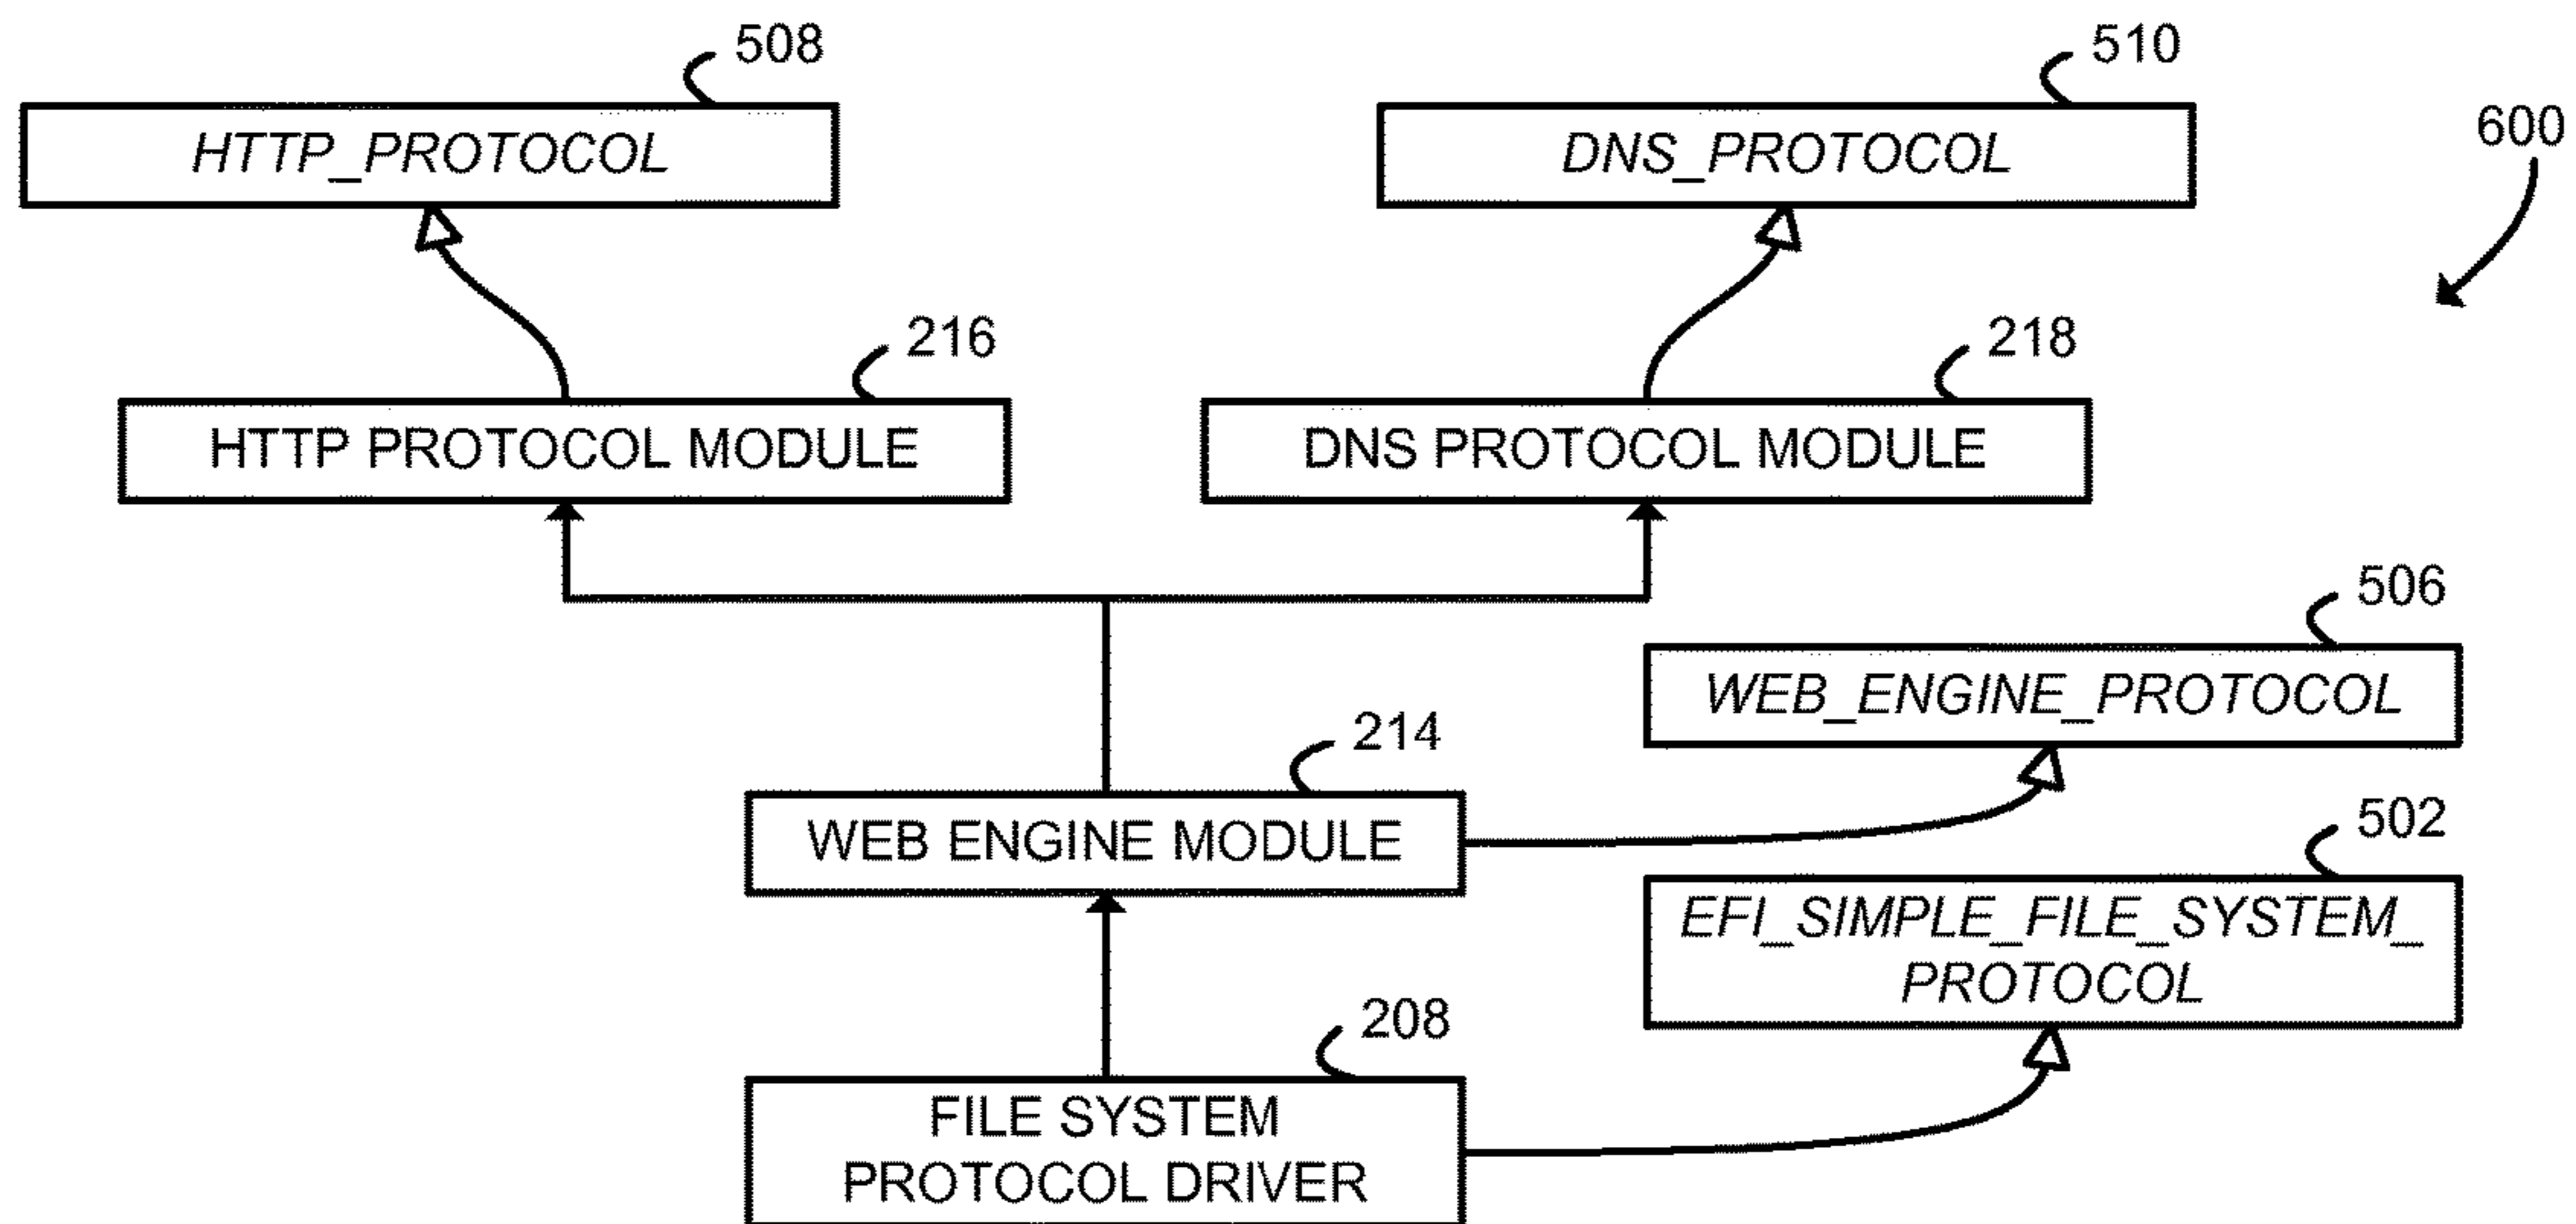 508
510
HTTP_PROTOCOL
DNS_PROTOCOL
600
216
218
HTTP PROTOCOL MODULE
DNS PROTOCOL MODULE
506
WEB_ENGINE_PROTOCOL
214
502
WEB ENGINE MODULE
EFI_SIMPLE_FILE_SYSTEM_
PROTOCOL
208
FILE SYSTEM
PROTOCOL DRIVER